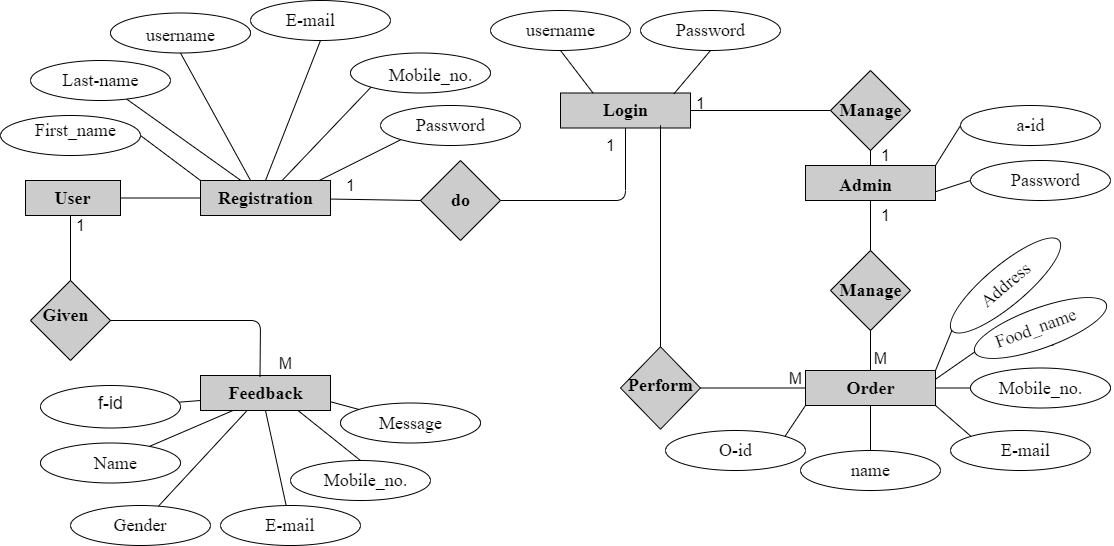 E-mail
username
username
Password
Last-name
Mobile_no.
First_name
Password
Login
1
Manage
a-id
1
1
Admin
Password
User
Registration
1
do
1
1
Address
Manage
Given
Food_name
M
M
Perform
M
Order
Mobile_no.
Feedback
f-id
Message
O-id
E-mail
Name
Mobile_no.
name
Gender
E-mail